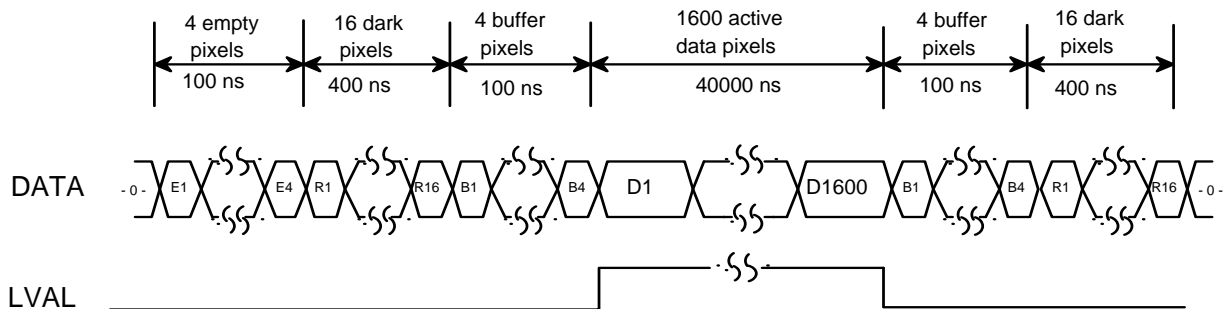 4 empty pixels
16 dark pixels
4 buffer pixels
1600 active data pixels
4 buffer pixels
16 dark pixels
100 ns
400 ns
100 ns
40000 ns
100 ns
400 ns
DATA - 0 - E1 E4 R1 R16 B1 B4 D1 D1600 B1 B4 R1 R16 - 0 -
LVAL